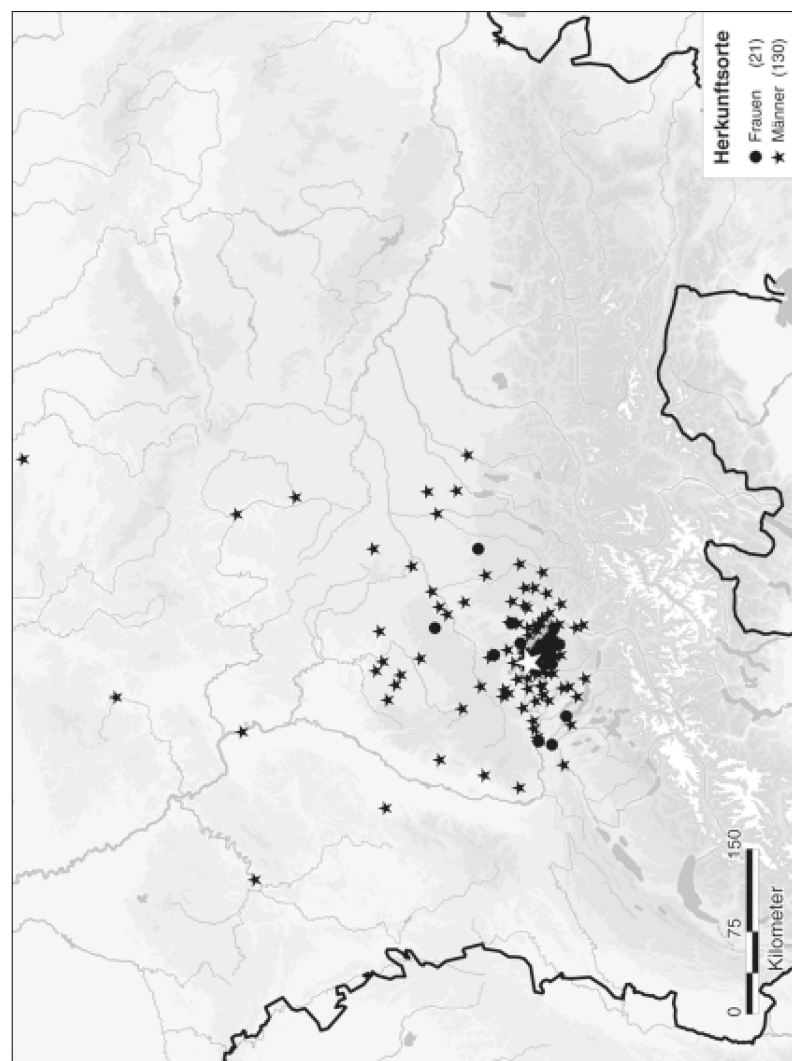 Herkunftsorte
Frauen (21)
Männer (130)
0 75 150
Kilometer